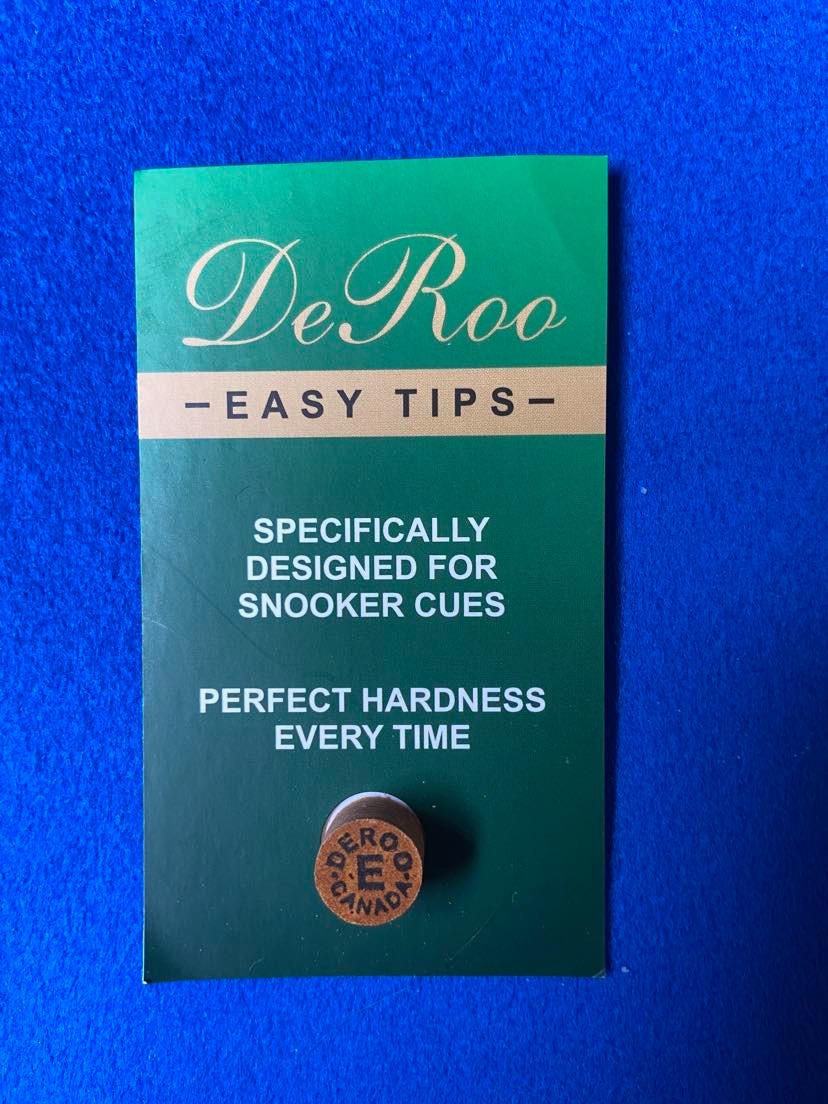 DeRoo
–EASY TIPS–
SPECIFICALLY
DESIGNED FOR
SNOOKER CUES
PERFECT HARDNESS
EVERY TIME
DEROO
E
CANADA